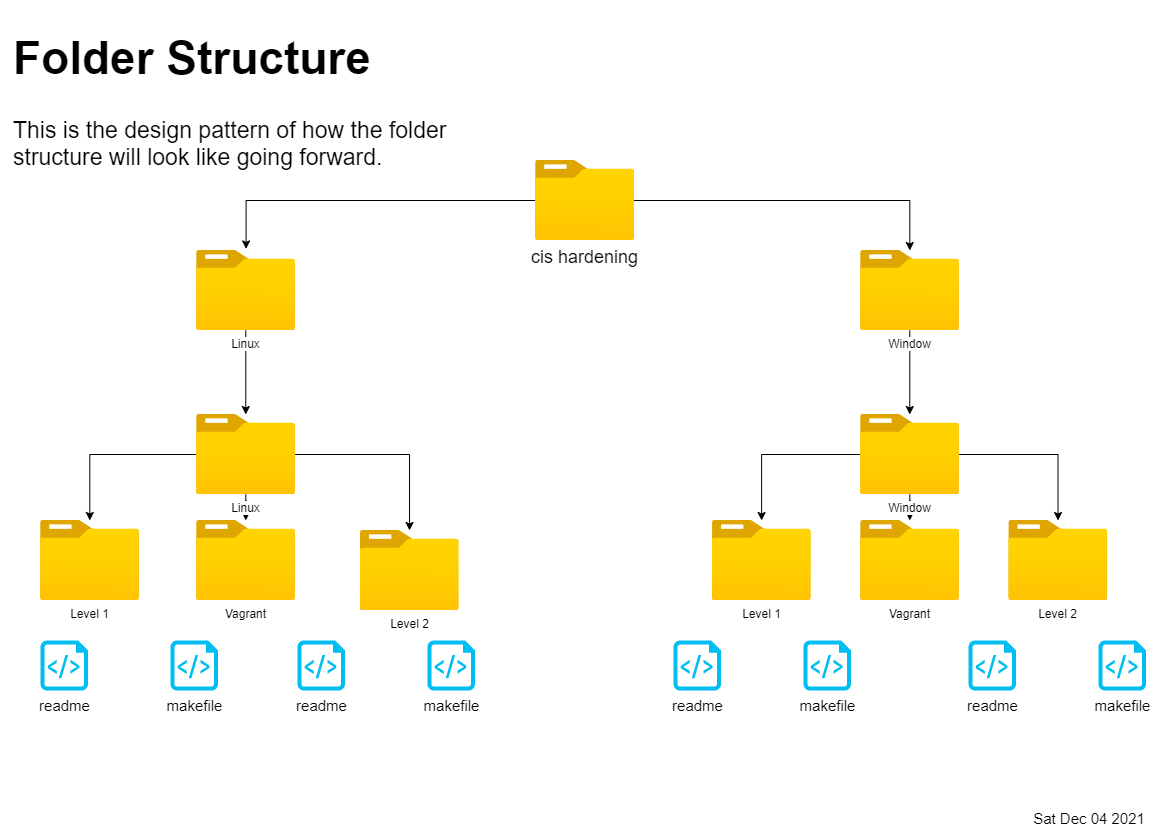 Folder Structure
This is the design pattern of how the folder
structure will look like going forward.
cis hardening
Linux
Window
Linux
Window
Level 1
Vagrant
Level 2
Level 1
Vagrant
Level 2
</>
</>
</>
</>
</>
</>
</>
</>
readme
makefile
readme
makefile
readme
makefile
readme
makefile
Sat Dec 04 2021